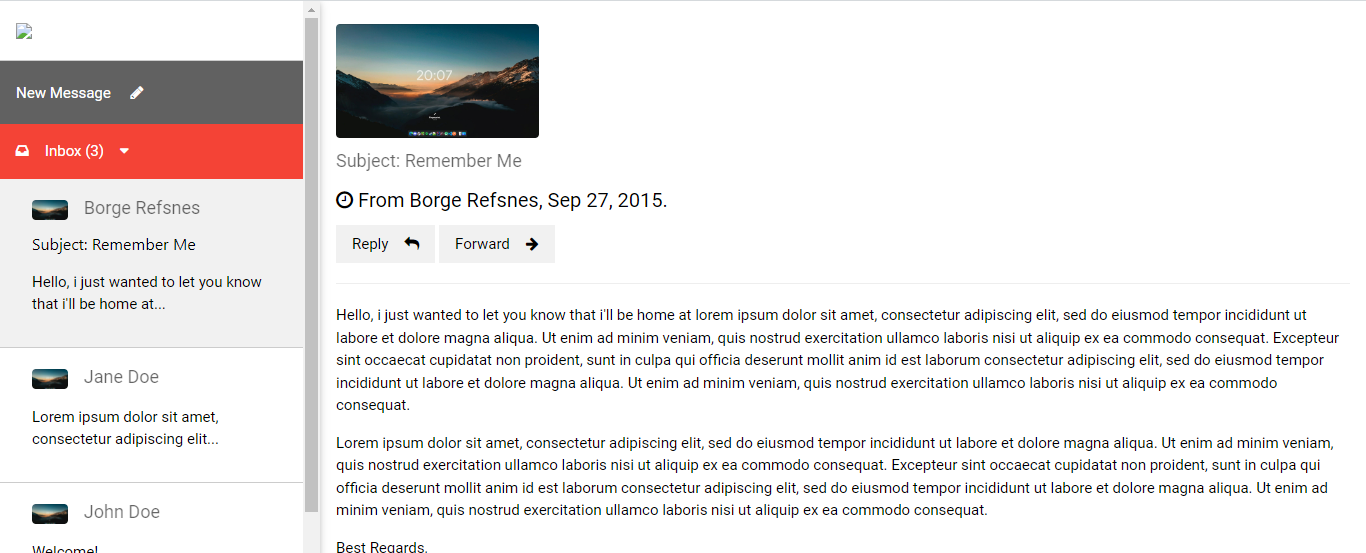 New Message
Inbox (3)
Borge Refsnes
Subject: Remember Me
Hello, i just wanted to let you know
that i'll be home at...
Jane Doe
Lorem ipsum dolor sit amet,
consectetur adipiscing elit...
John Doe
Welcome!
20:07
Subject: Remember Me
From Borge Refsnes, Sep 27, 2015.
Reply
Forward
Hello, i just wanted to let you know that i'll be home at lorem ipsum dolor sit amet, consectetur adipiscing elit, sed do eiusmod tempor incididunt ut
labore et dolore magna aliqua. Ut enim ad minim veniam, quis nostrud exercitation ullamco laboris nisi ut aliquip ex ea commodo consequat. Excepteur
sint occaecat cupidatat non proident, sunt in culpa qui officia deserunt mollit anim id est laborum consectetur adipiscing elit, sed do eiusmod tempor
incididunt ut labore et dolore magna aliqua. Ut enim ad minim veniam, quis nostrud exercitation ullamco laboris nisi ut aliquip ex ea commodo
consequat.
Lorem ipsum dolor sit amet, consectetur adipiscing elit, sed do eiusmod tempor incididunt ut labore et dolore magna aliqua. Ut enim ad minim veniam,
quis nostrud exercitation ullamco laboris nisi ut aliquip ex ea commodo consequat. Excepteur sint occaecat cupidatat non proident, sunt in culpa qui
officia deserunt mollit anim id est laborum consectetur adipiscing elit, sed do eiusmod tempor incididunt ut labore et dolore magna aliqua. Ut enim ad
minim veniam, quis nostrud exercitation ullamco laboris nisi ut aliquip ex ea commodo consequat.
Best Regards,